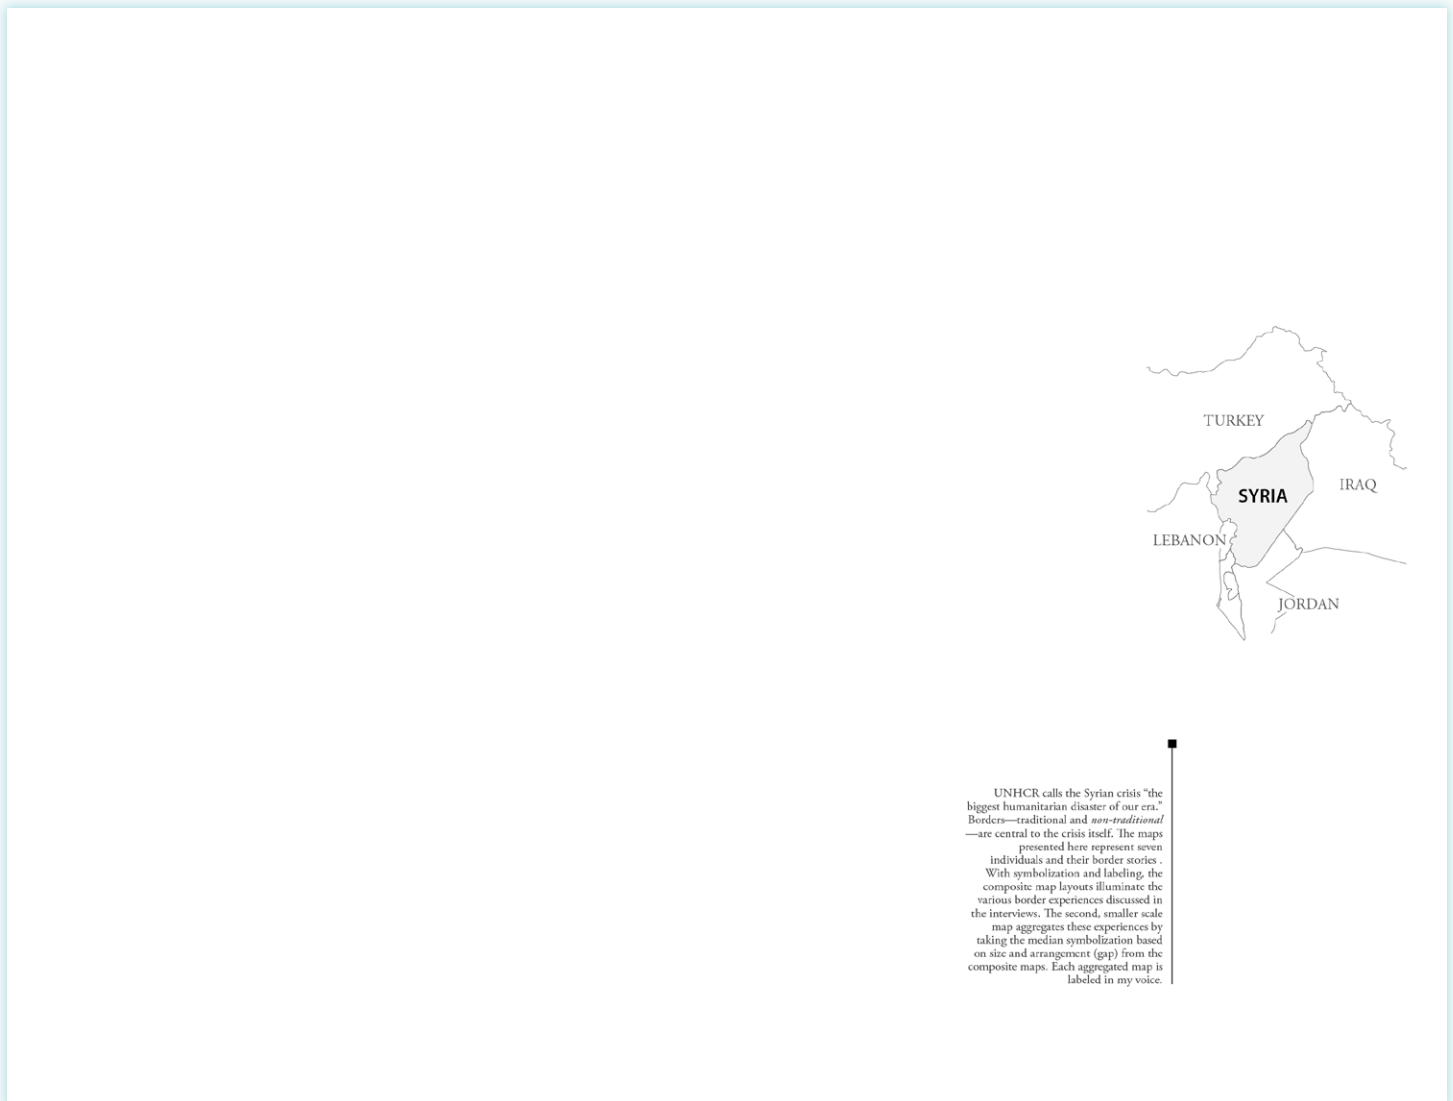 TURKEY
SYRIA
IRAQ
LEBANON
JORDAN
UNHCR calls the Syrian crisis “the
biggest humanitarian disaster of our era.”
Borders—traditional and non-traditional
—are central to the crisis itself. The maps
presented here represent seven
individuals and their border stories .
With symbolization and labeling, the
composite map layouts illuminate the
various border experiences discussed in
the interviews. The second, smaller scale
map aggregates these experiences by
taking the median symbolization based
on size and arrangement (gap) from the
composite maps. Each aggregated map is
labeled in my voice.